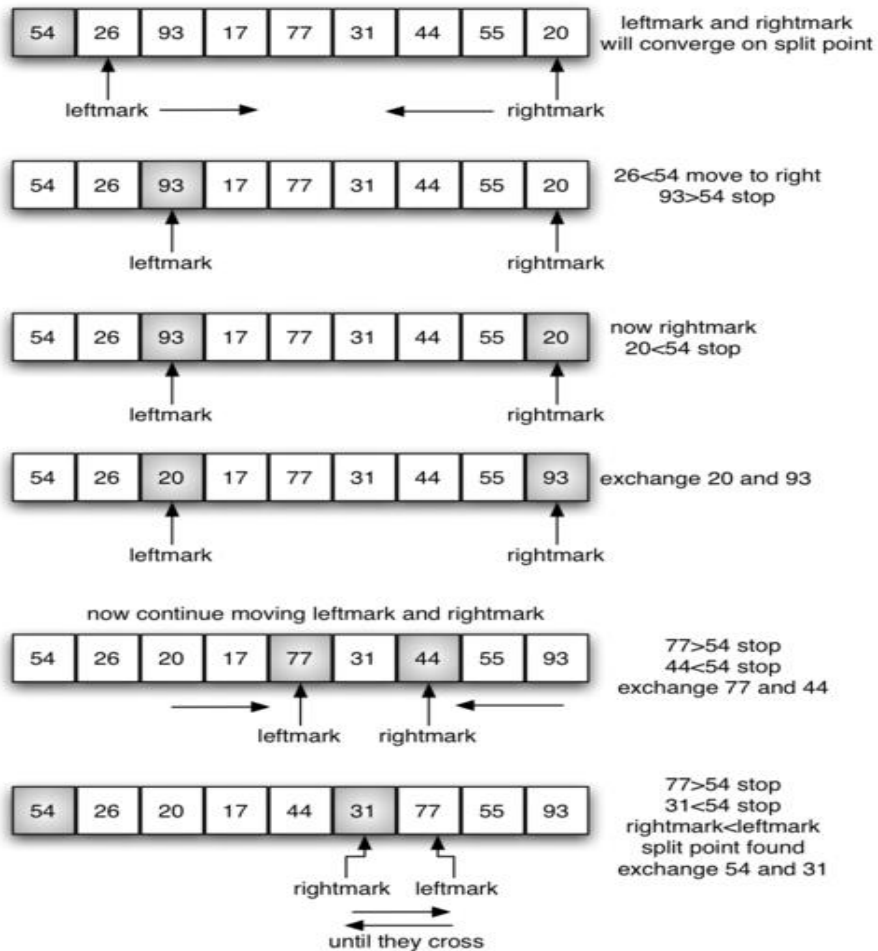 54 26 93 17 77 31 44 55 20
leftmark and rightmark
will converge on split point
leftmark rightmark
54 26 93 17 77 31 44 55 20
26<54 move to right
93>54 stop
leftmark rightmark
54 26 93 17 77 31 44 55 20
now rightmark
20<54 stop
leftmark rightmark
54 26 20 17 77 31 44 55 93
exchange 20 and 93
leftmark rightmark
now continue moving leftmark and rightmark
54 26 20 17 77 31 44 55 93
77>54 stop
44<54 stop
exchange 77 and 44
leftmark rightmark
54 26 20 17 44 31 77 55 93
77>54 stop
31<54 stop
rightmark<leftmark
split point found
exchange 54 and 31
rightmark leftmark
until they cross